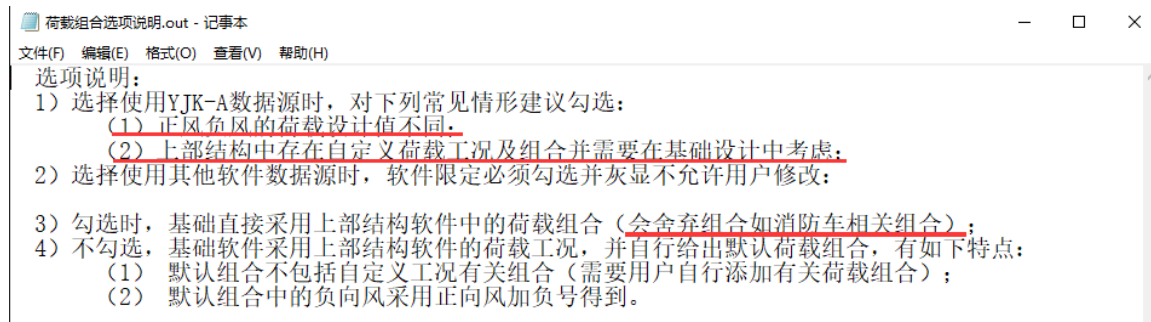 荷载组合选项说明.out - 记事本
文件(F) 编辑(E) 格式(O) 查看(V) 帮助(H)
选项说明:
1）选择使用YJK-A数据源时，对下列常见情形建议勾选:
（1）正风负风的荷载设计值不同;
（2）上部结构中存在自定义荷载工况及组合并需要在基础设计中考虑;
2）选择使用其他软件数据源时，软件限定必须勾选并灰显不允许用户修改:
3）勾选时，基础直接采用上部结构软件中的荷载组合（会舍弃组合如消防车相关组合）;
4）不勾选，基础软件采用上部结构软件的荷载工况，并自行给出默认荷载组合，有如下特点:
（1） 默认组合不包括自定义工况有关组合（需要用户自行添加有关荷载组合）;
（2） 默认组合中的负向风采用正向风加负号得到。